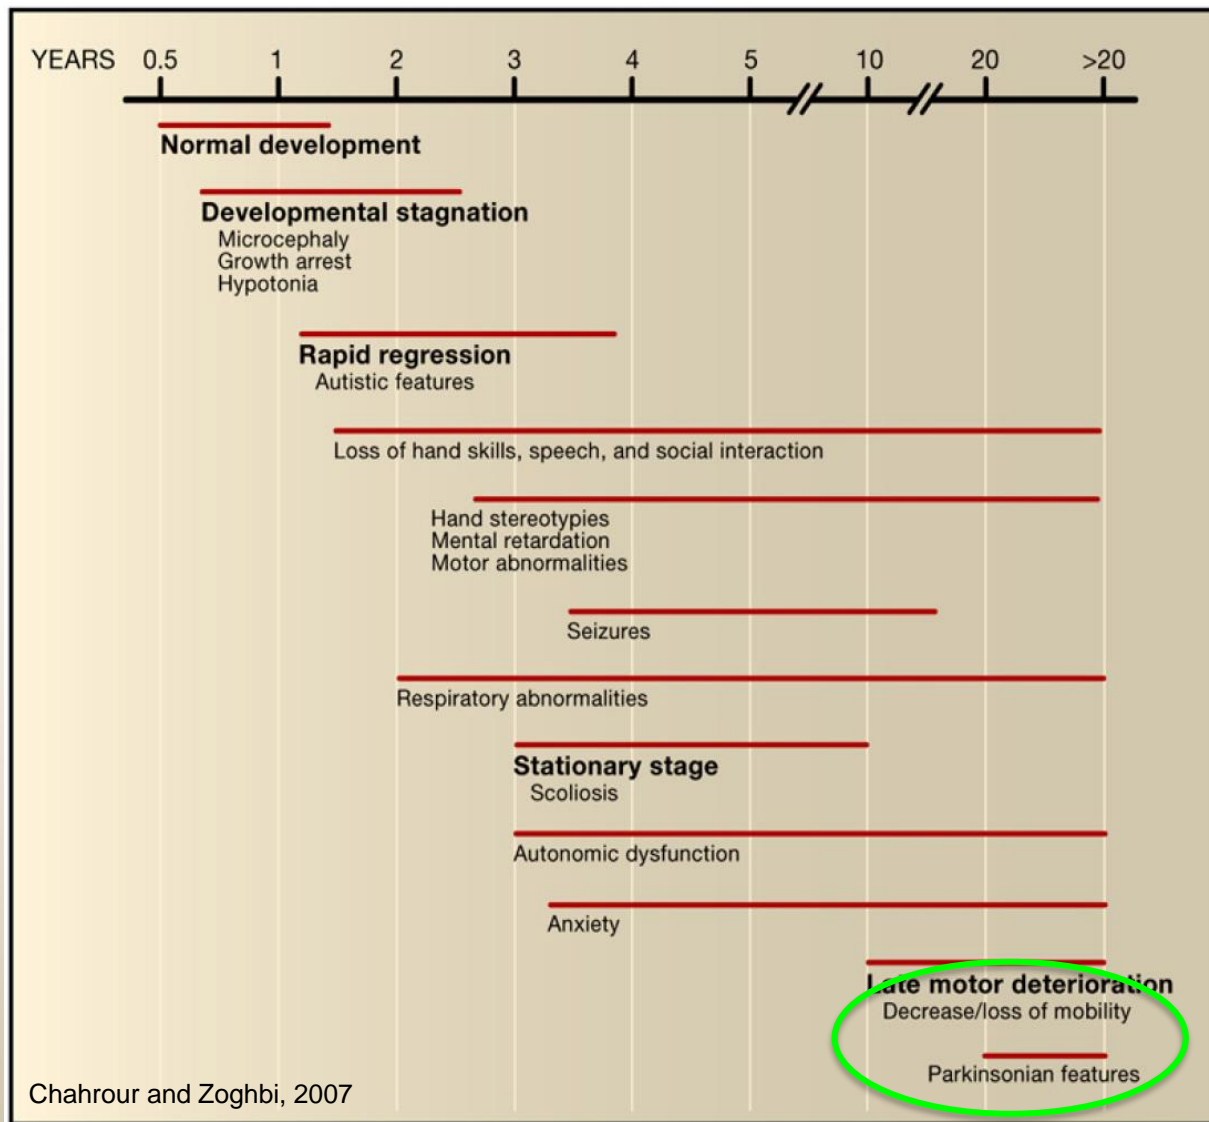 YEARS 0.5 1 2 3 4 5 10 20 >20
Normal development
Developmental stagnation
Microcephaly
Growth arrest
Hypotonia
Rapid regression
Autistic features
Loss of hand skills, speech, and social interaction
Hand stereotypies
Mental retardation
Motor abnormalities
Seizures
Respiratory abnormalities
Stationary stage
Scoliosis
Autonomic dysfunction
Anxiety
Late motor deterioration
Decrease/loss of mobility
Parkinsonian features
Chahrour and Zoghbi, 2007